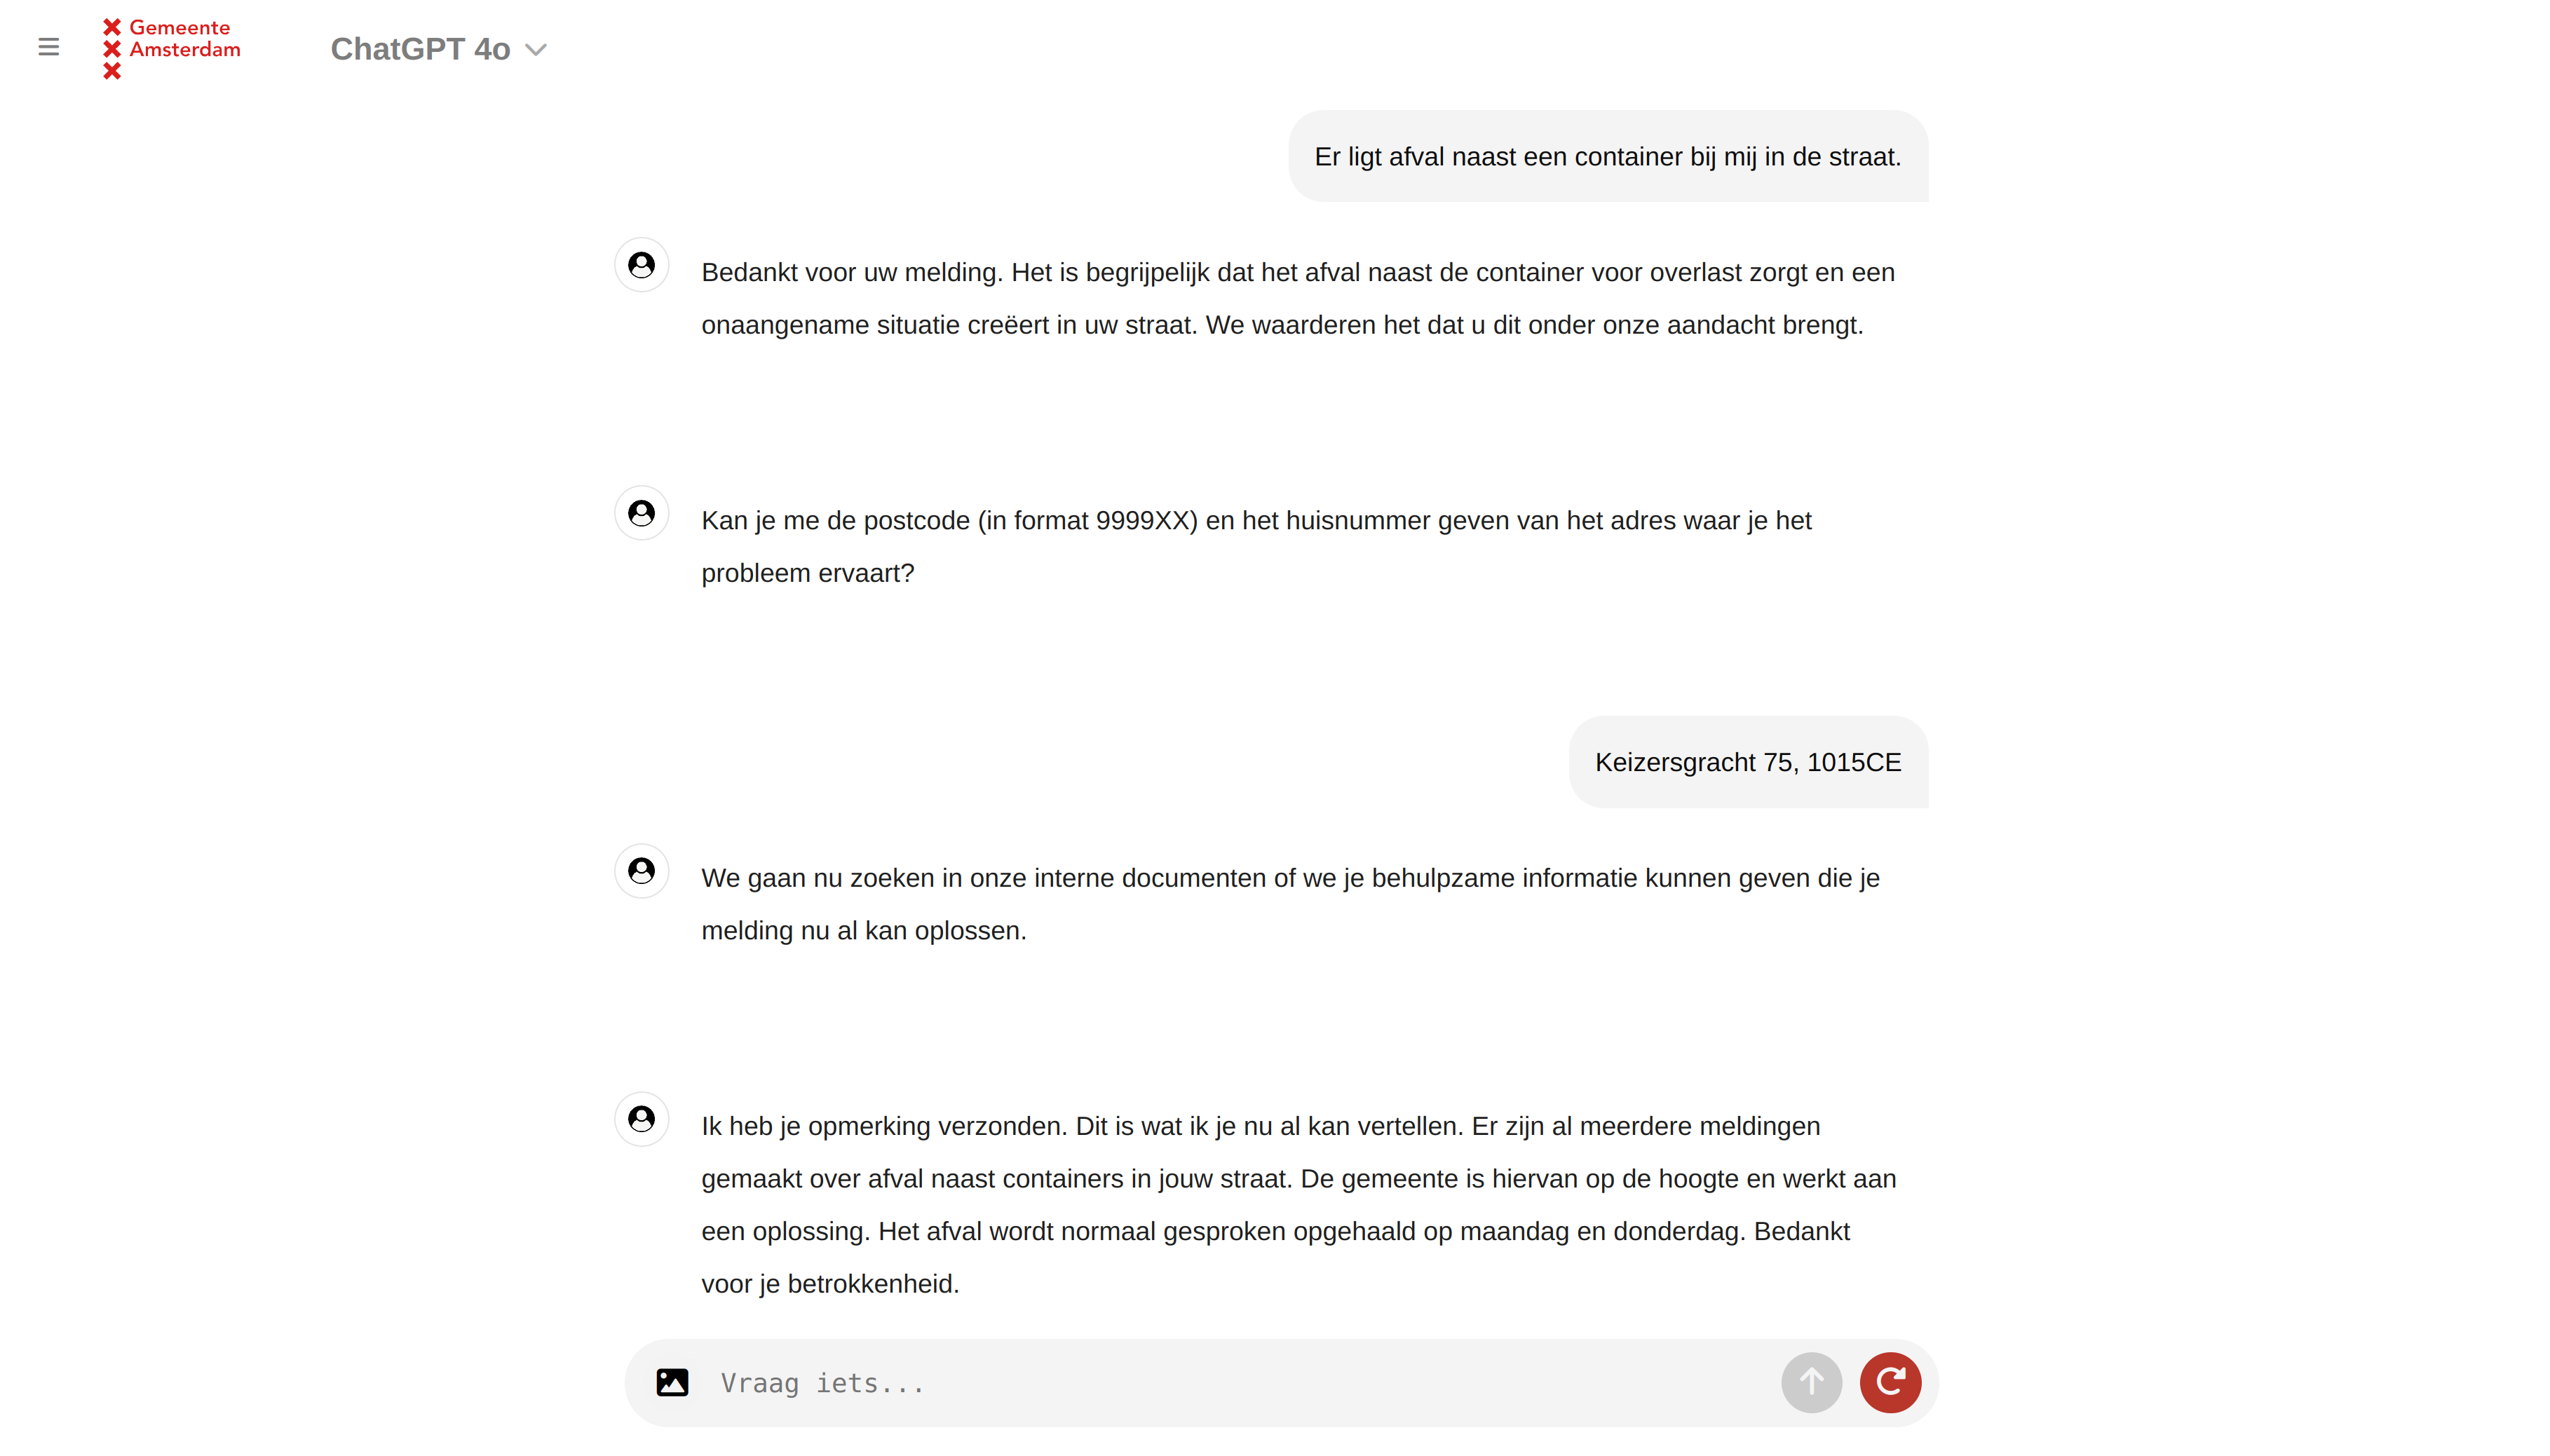 Gemeente
Amsterdam
ChatGPT 4o
Er ligt afval naast een container bij mij in de straat.
Bedankt voor uw melding. Het is begrijpelijk dat het afval naast de container voor overlast zorgt en een
onaangename situatie creëert in uw straat. We waarderen het dat u dit onder onze aandacht brengt.
Kan je me de postcode (in format 9999XX) en het huisnummer geven van het adres waar je het
probleem ervaart?
Keizersgracht 75, 1015CE
We gaan nu zoeken in onze interne documenten of we je behulpzame informatie kunnen geven die je
melding nu al kan oplossen.
Ik heb je opmerking verzonden. Dit is wat ik je nu al kan vertellen. Er zijn al meerdere meldingen
gemaakt over afval naast containers in jouw straat. De gemeente is hiervan op de hoogte en werkt aan
een oplossing. Het afval wordt normaal gesproken opgehaald op maandag en donderdag. Bedankt
voor je betrokkenheid.
Vraag iets...